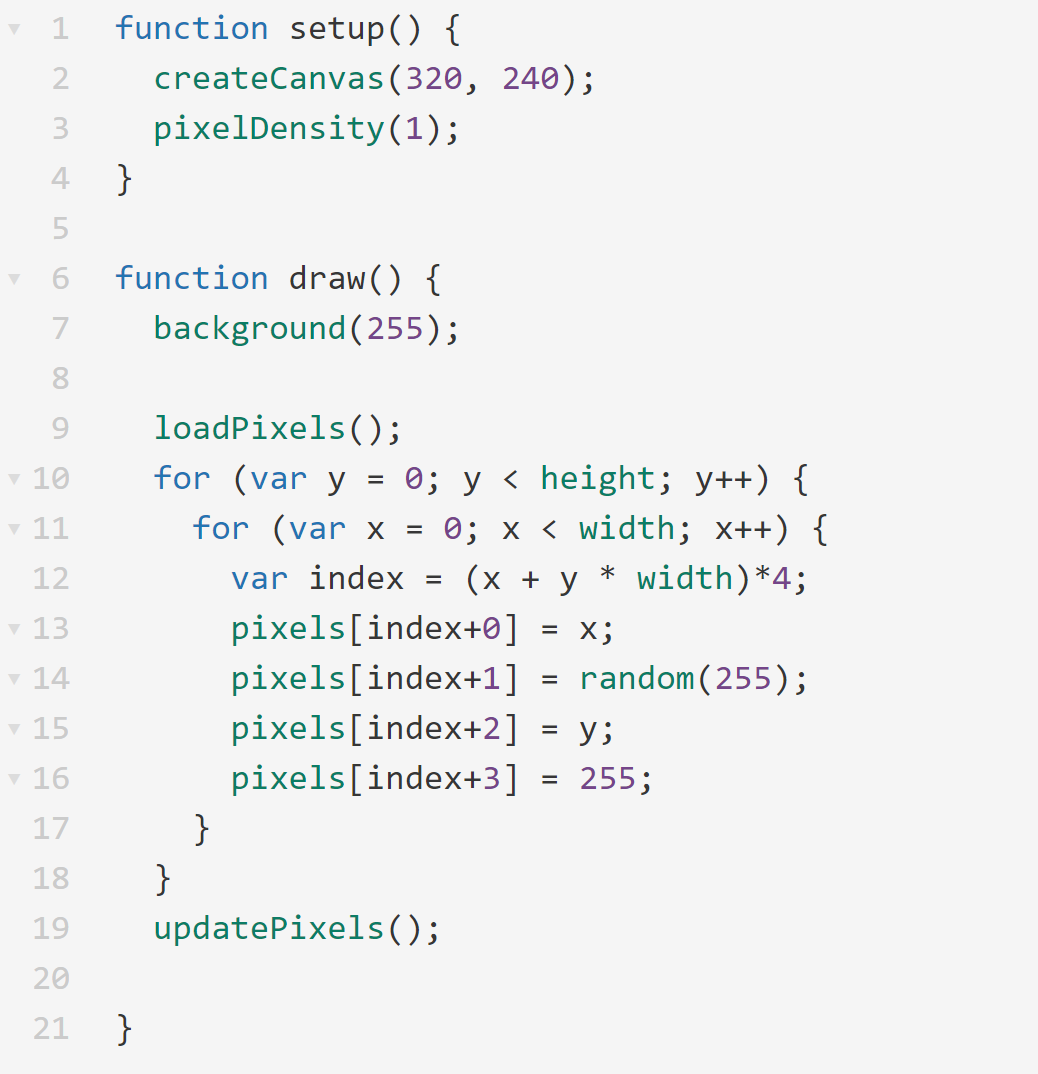 1 function setup() {
2   createCanvas(320, 240);
3   pixelDensity(1);
4 }
5
6 function draw() {
7   background(255);
8
9   loadPixels();
10   for (var y = 0; y < height; y++) {
11     for (var x = 0; x < width; x++) {
12       var index = (x + y * width)*4;
13       pixels[index+0] = x;
14       pixels[index+1] = random(255);
15       pixels[index+2] = y;
16       pixels[index+3] = 255;
17     }
18   }
19   updatePixels();
20
21 }